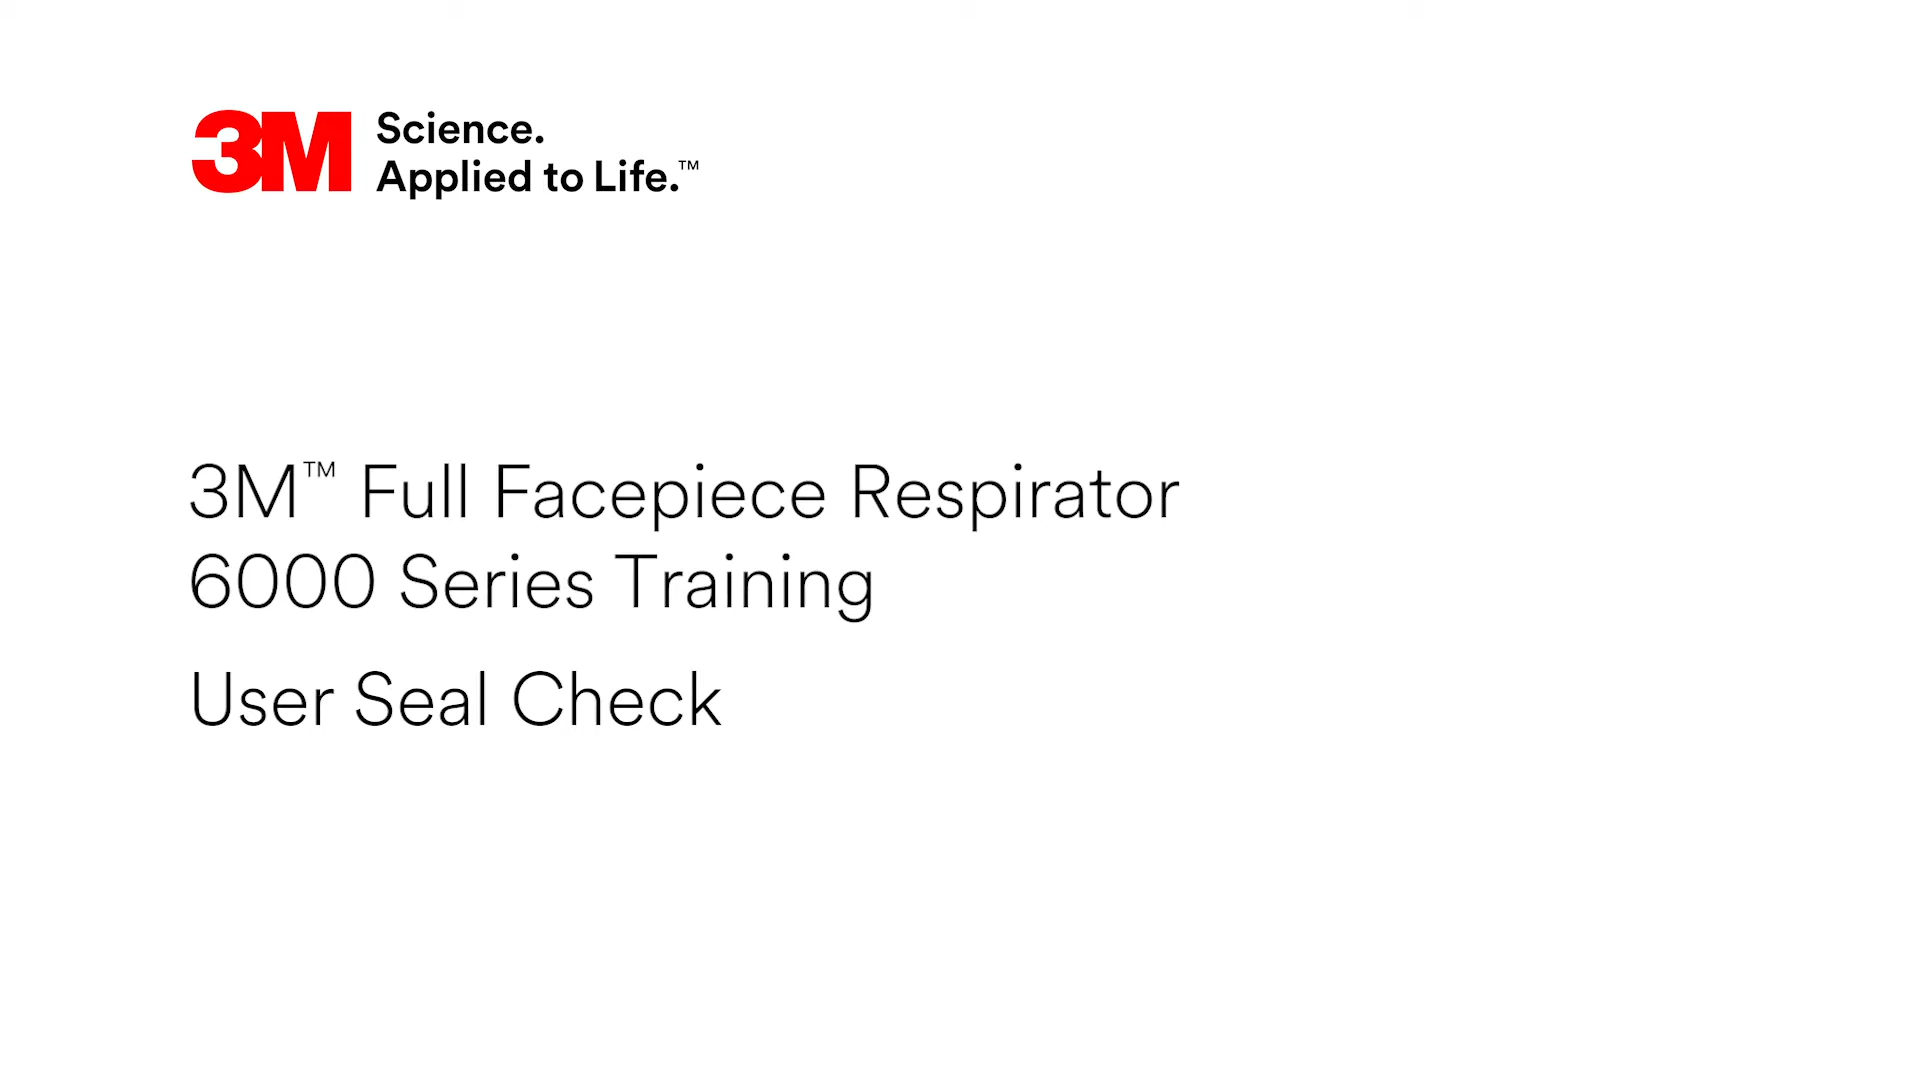 3M Science.
Applied to Life.™
3M™ Full Facepiece Respirator
6000 Series Training
User Seal Check